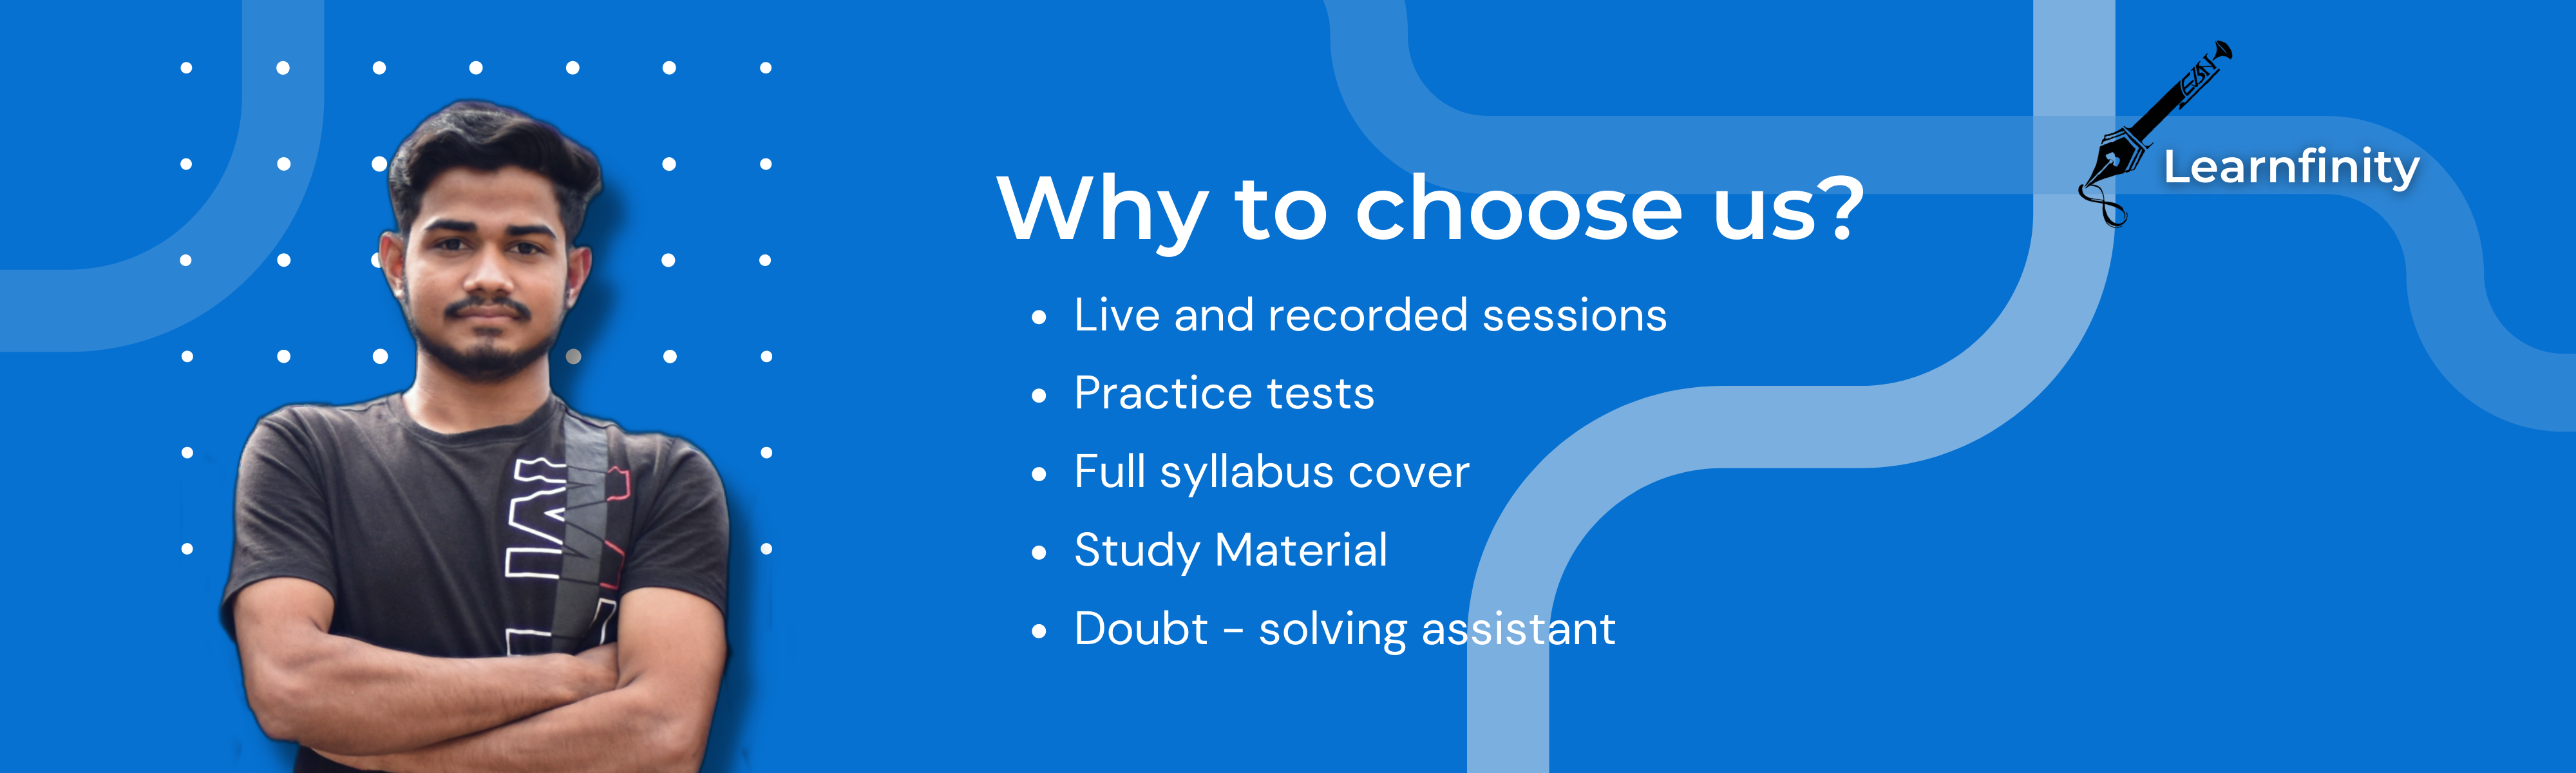 Why to choose us?
Live and recorded sessions
Practice tests
Full syllabus cover
Study Material
Doubt - solving assistant
Learnfinity